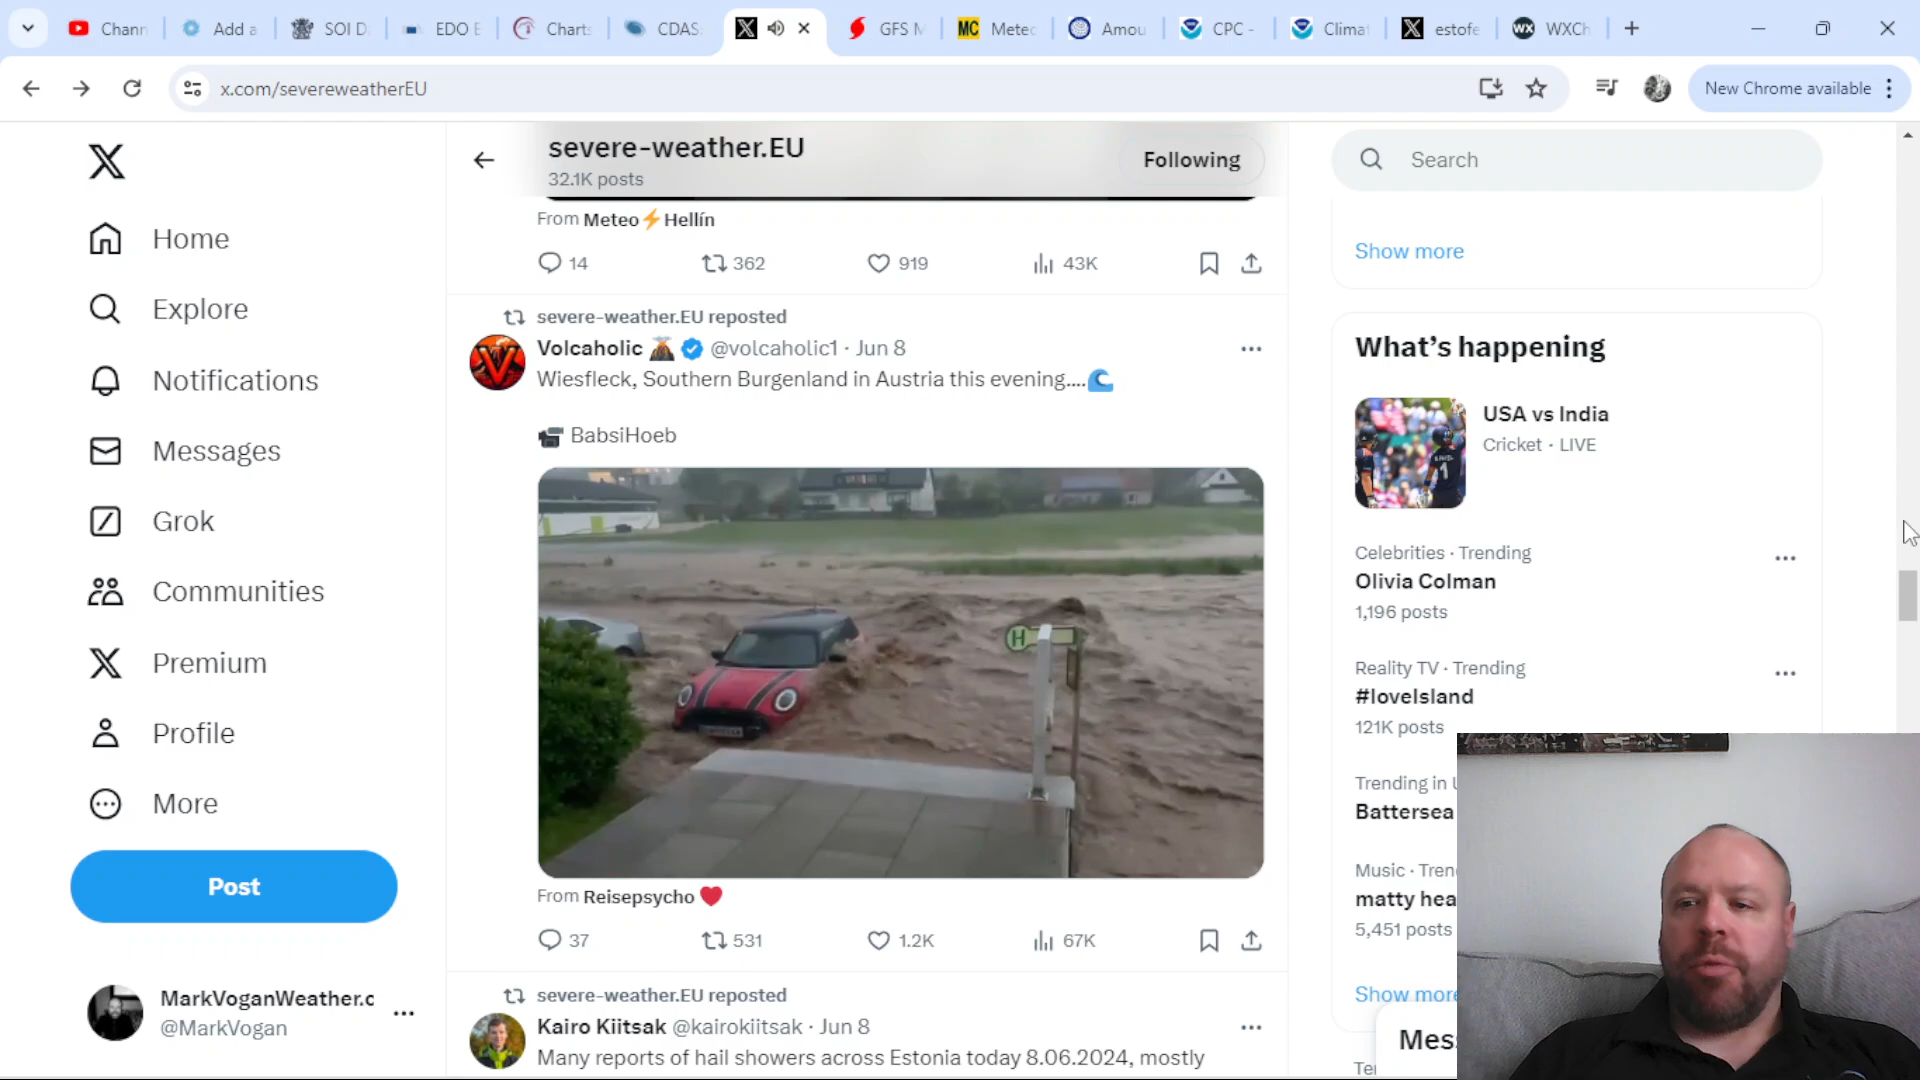 Chann
Add a
SOI D
EDO E
Charts
CDAS
GFS M
MC
Metec
Amou
CPC -
Climat
estofe
WX
WXCh
x.com/severeweatherEU
New Chrome available
severe-weather.EU
32.1K posts
Following
Search
Home
Explore
Notifications
Messages
Grok
Communities
Premium
Profile
More
Post
MarkVoganWeather.c
@MarkVogan
From Meteo⚡Hellín
14
362
919
43K
severe-weather.EU reposted
Volcaholic 🌋 @volcaholic1 · Jun 8
Wiesfleck, Southern Burgenland in Austria this evening....🌊
📹 BabsiHoeb
H
From Reisepsycho ❤️
37
531
1.2K
67K
severe-weather.EU reposted
Kairo Kiitsak @kairokiitsak · Jun 8
Many reports of hail showers across Estonia today 8.06.2024, mostly
Show more
What's happening
USA vs India
Cricket · LIVE
Celebrities · Trending
Olivia Colman
1,196 posts
Reality TV · Trending
#loveIsland
121K posts
Trending in U
Battersea
Music · Tren
matty hea
5,451 posts
Show more
Mes